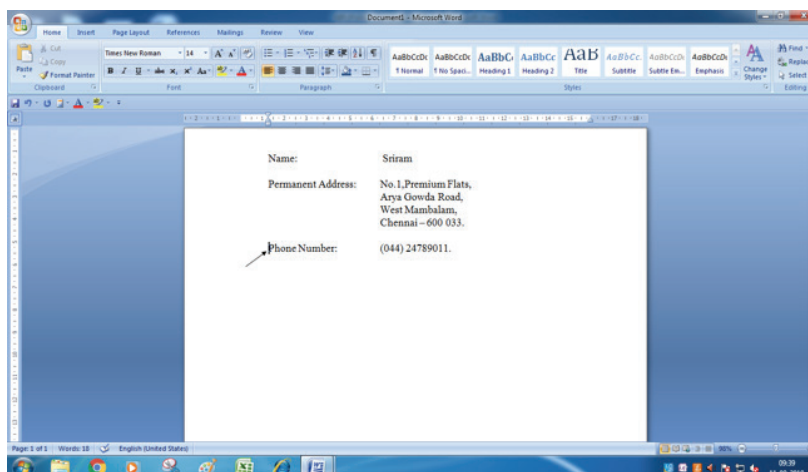 Document1 - Microsoft Word
Home Insert Page Layout References Mailings Review View
Cut
Copy
Paste
Format Painter
Times New Roman 14
AaBbCcDc AaBbCcDc AaBbC AaBbCc AaB AaBbCc. AaBbCcDt AaBbCcDt
¶ Normal ¶ No Spaci... Heading 1 Heading 2 Title Subtitle Subtle Em... Emphasis
Change Styles
Find
Select
Clipboard Font Paragraph Styles Editing
Name: Sriram
Permanent Address: No.1,Premium Flats,
Arya Gowda Road,
West Mambalam,
Chennai – 600 033.
Phone Number: (044) 24789011.
Page: 1 of 1 Words: 18 English (United States) 90%
09:39